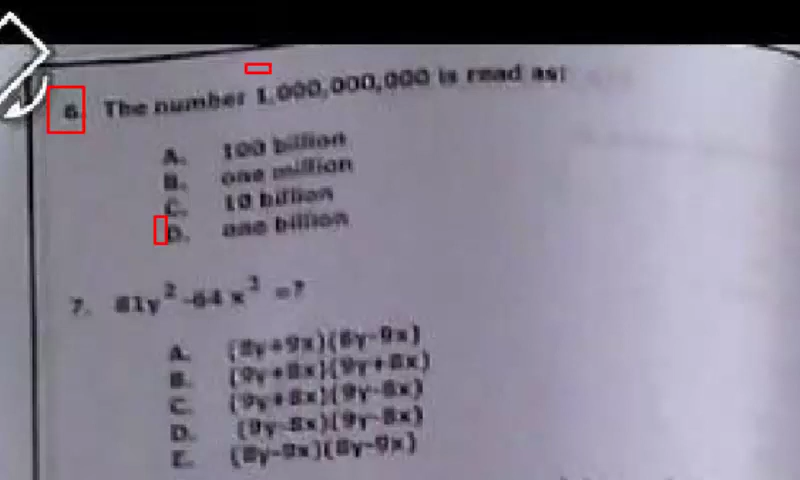 6. The number 1,000,000,000 is read as:
A. 100 billion
B. one million
C. 10 billion
D. one billion
7. 81y² -64 x² =?
A. (8y+9x)(8y-9x)
B. (9y+8x)(9y+8x)
C. (9y+8x)(9y-8x)
D. (9y-8x)(9y-8x)
E. (8y-9x)(8y-9x)